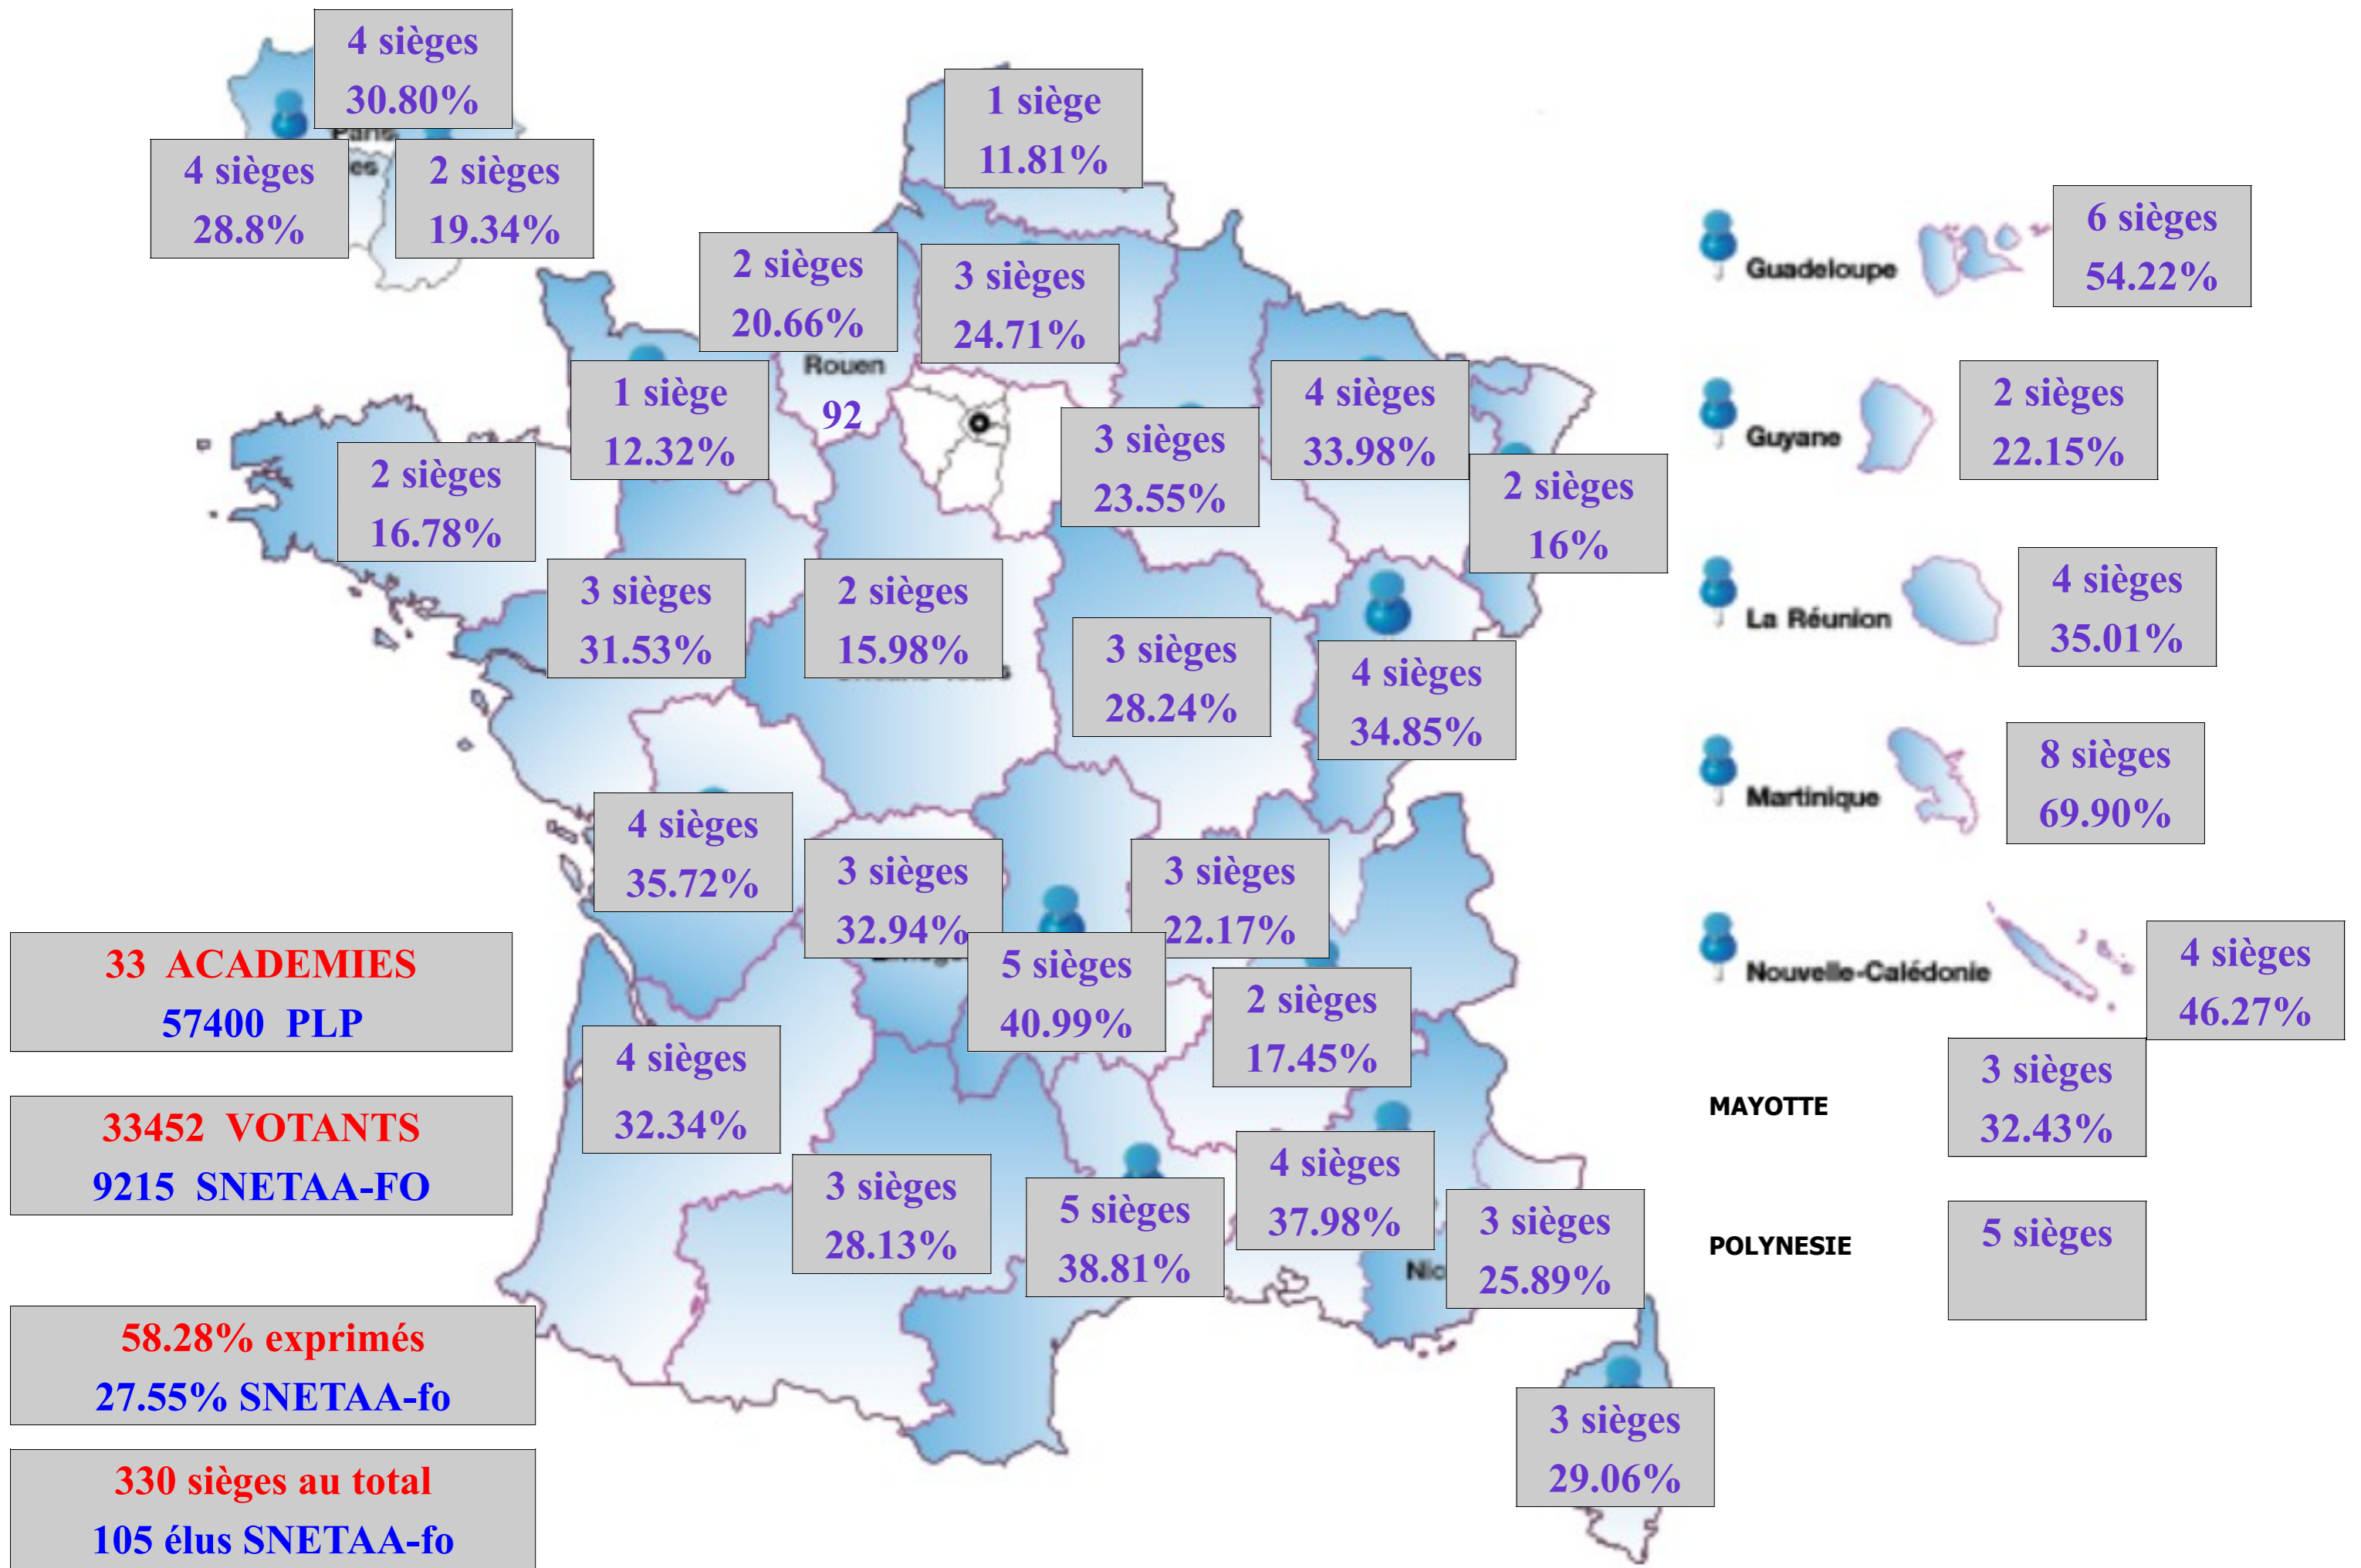 4 sièges
30.80%
Paris
4 sièges
28.8%
2 sièges
19.34%
1 siège
11.81%
2 sièges
20.66%
3 sièges
24.71%
Rouen
92
1 siège
12.32%
2 sièges
16.78%
3 sièges
23.55%
4 sièges
33.98%
2 sièges
16%
3 sièges
31.53%
2 sièges
15.98%
3 sièges
28.24%
4 sièges
34.85%
4 sièges
35.72%
3 sièges
32.94%
3 sièges
22.17%
5 sièges
40.99%
2 sièges
17.45%
4 sièges
32.34%
3 sièges
28.13%
5 sièges
38.81%
4 sièges
37.98%
3 sièges
25.89%
3 sièges
29.06%
Guadeloupe
6 sièges
54.22%
Guyane
2 sièges
22.15%
La Réunion
4 sièges
35.01%
Martinique
8 sièges
69.90%
Nouvelle-Calédonie
4 sièges
46.27%
MAYOTTE
3 sièges
32.43%
POLYNESIE
5 sièges
33 ACADEMIES
57400 PLP
33452 VOTANTS
9215 SNETAA-FO
58.28% exprimés
27.55% SNETAA-fo
330 sièges au total
105 élus SNETAA-fo